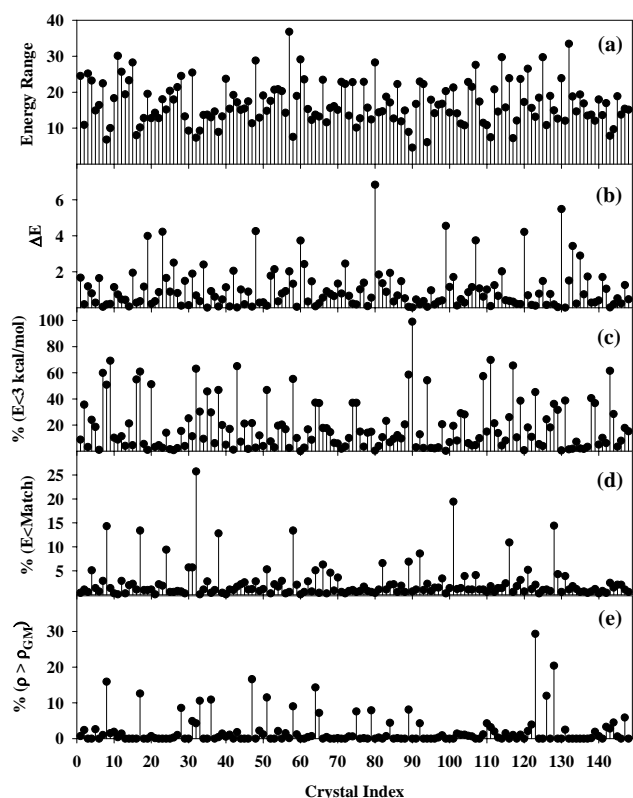 40
30
20
10
Energy Range
(a)
6
4
2
ΔE
(b)
100
80
60
40
20
% (E<3 kcal/mol)
(c)
25
20
15
10
5
% (E<Match)
(d)
30
20
10
0
% (ρ > ρGM)
(e)
0 10 20 30 40 50 60 70 80 90 100 110 120 130 140
Crystal Index